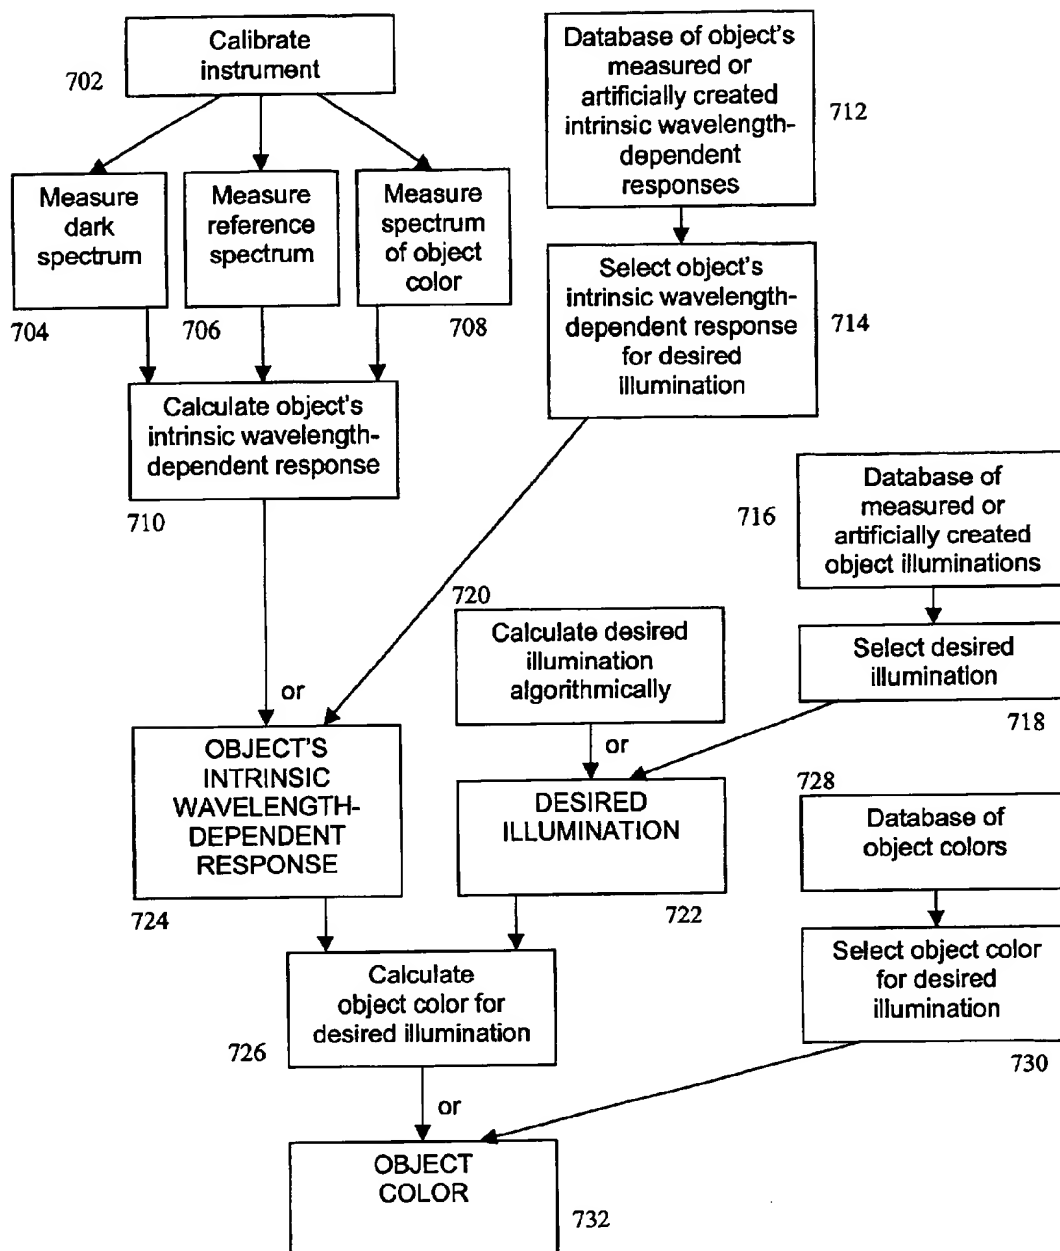 Calibrate
instrument
702
Database of object's
measured or
artificially created
intrinsic wavelength-
dependent
responses
712
Measure
dark
spectrum
704
Measure
reference
spectrum
706
Measure
spectrum
of object
color
708
Select object's
intrinsic wavelength-
dependent response
for desired
illumination
714
Calculate object's
intrinsic wavelength-
dependent response
710
Database of
measured or
artificially created
object illuminations
716
720
Calculate desired
illumination
algorithmically
Select desired
illumination
718
or
or
OBJECT'S
INTRINSIC
WAVELENGTH-
DEPENDENT
RESPONSE
724
DESIRED
ILLUMINATION
722
728
Database of
object colors
Select object color
for desired
illumination
730
Calculate
object color for
desired illumination
726
or
OBJECT
COLOR
732